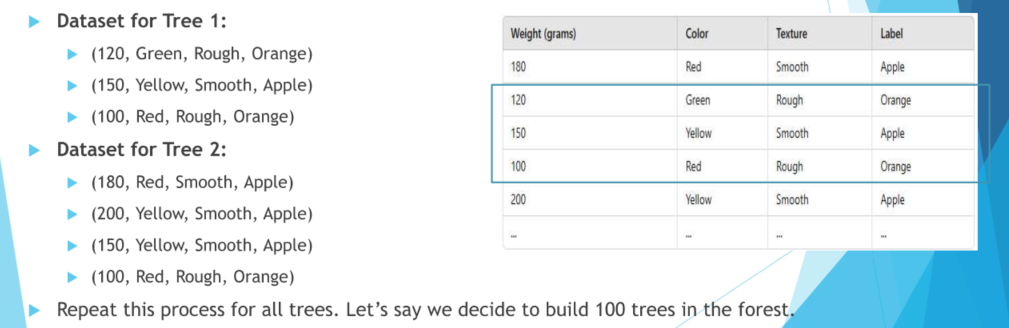 Dataset for Tree 1:
(120, Green, Rough, Orange)
(150, Yellow, Smooth, Apple)
(100, Red, Rough, Orange)
Dataset for Tree 2:
(180, Red, Smooth, Apple)
(200, Yellow, Smooth, Apple)
(150, Yellow, Smooth, Apple)
(100, Red, Rough, Orange)
Repeat this process for all trees. Let’s say we decide to build 100 trees in the forest.
Weight (grams) Color Texture Label
180 Red Smooth Apple
120 Green Rough Orange
150 Yellow Smooth Apple
100 Red Rough Orange
200 Yellow Smooth Apple
... ... ... ...